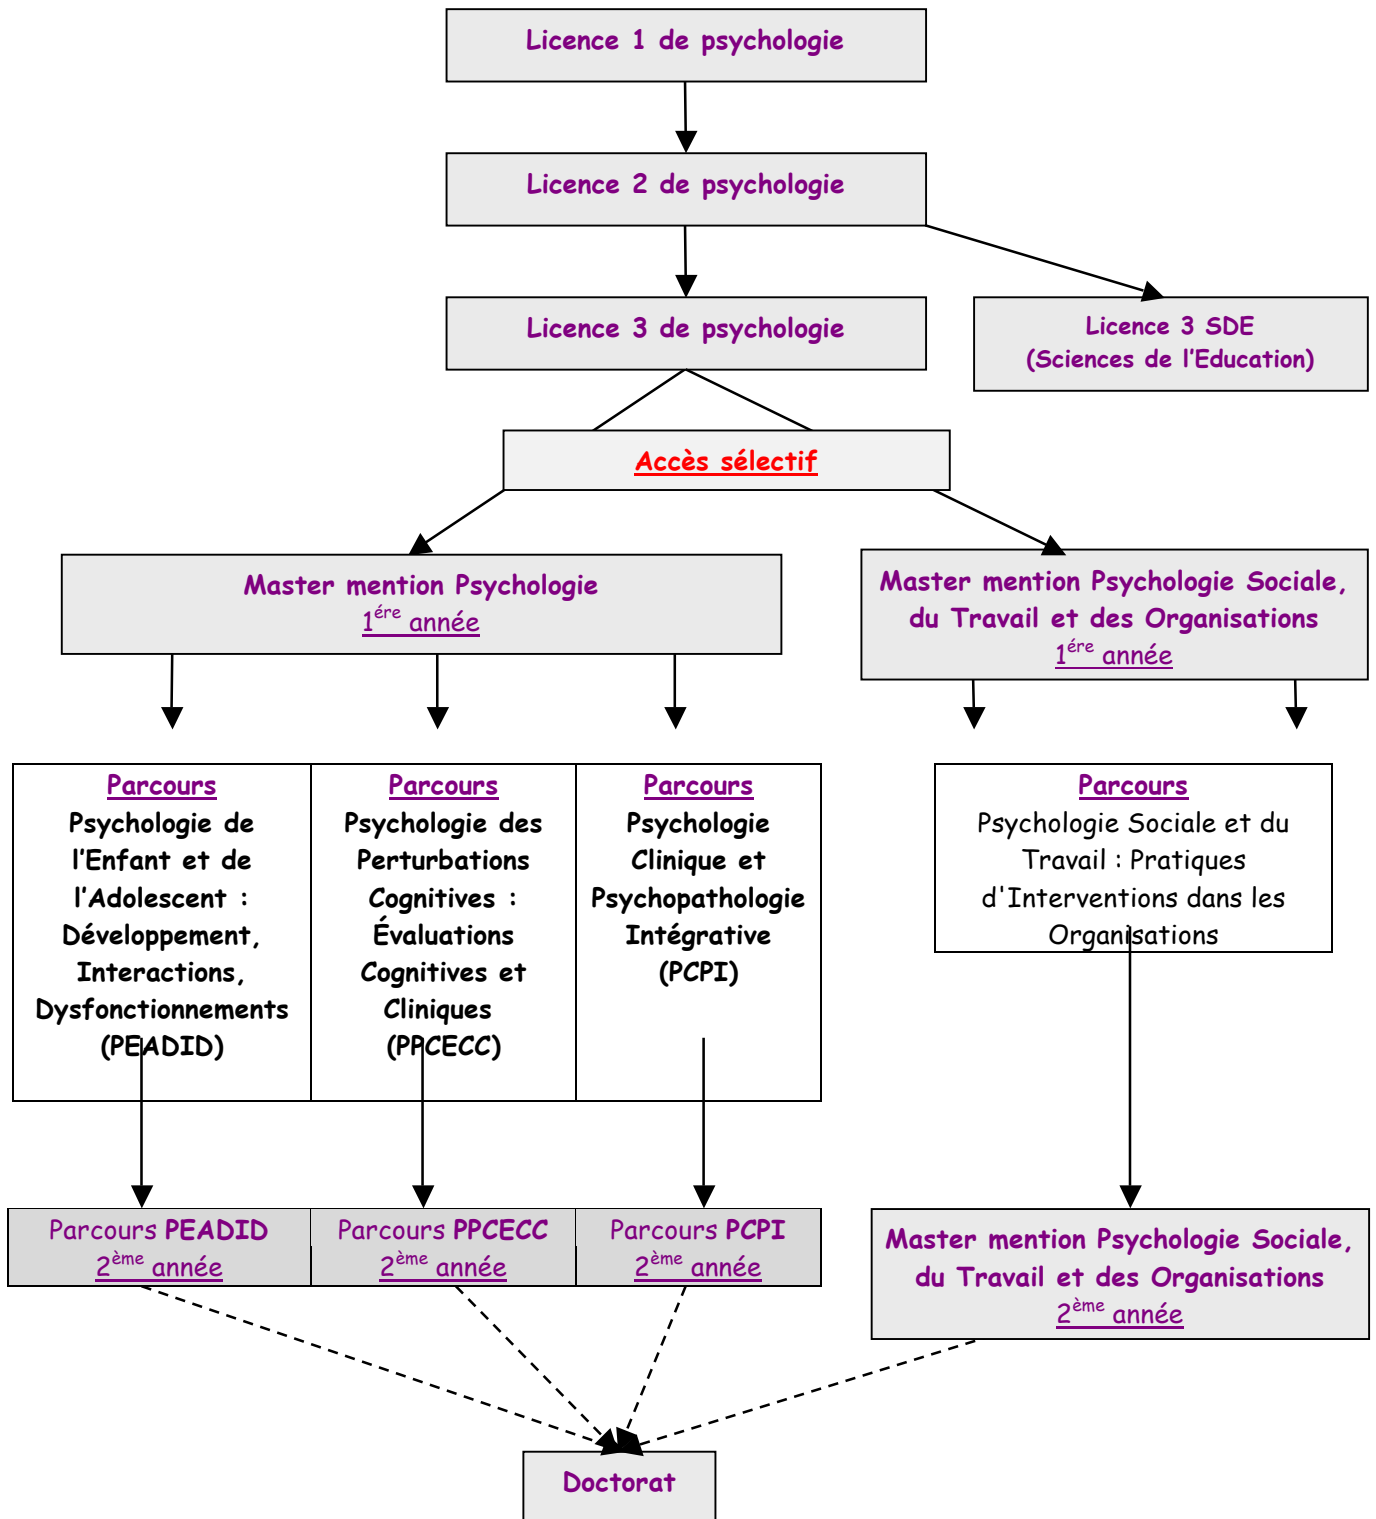 Licence 1 de psychologie
Licence 2 de psychologie
Licence 3 de psychologie
Licence 3 SDE
(Sciences de l'Education)
Accès sélectif
Master mention Psychologie
1ére année
Master mention Psychologie Sociale,
du Travail et des Organisations
1ére année
Parcours
Psychologie de
l'Enfant et de
l'Adolescent :
Développement,
Interactions,
Dysfonctionnements
(PEADID)
Parcours
Psychologie des
Perturbations
Cognitives :
Évaluations
Cognitives et
Cliniques
(PPCECC)
Parcours
Psychologie
Clinique et
Psychopathologie
Intégrative
(PCPI)
Parcours
Psychologie Sociale et du
Travail : Pratiques
d'Interventions dans les
Organisations
Parcours PEADID
2ème année
Parcours PPCECC
2ème année
Parcours PCPI
2ème année
Master mention Psychologie Sociale,
du Travail et des Organisations
2ème année
Doctorat